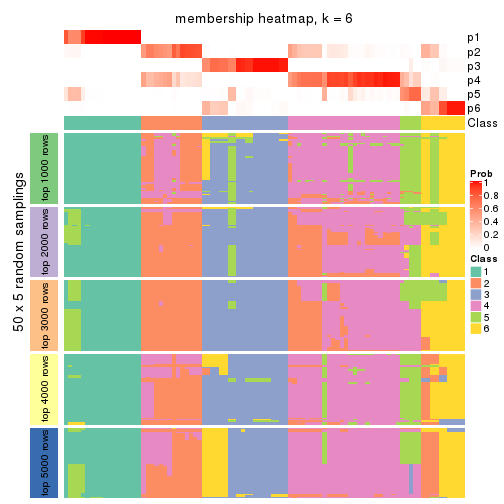 membership heatmap, k = 6
p1
p2
p3
p4
p5
p6
Class
50 x 5 random samplings
top 1000 rows
top 2000 rows
top 3000 rows
top 4000 rows
top 5000 rows
Prob
1
0.8
0.6
0.4
0.2
0
Class
1
2
3
4
5
6